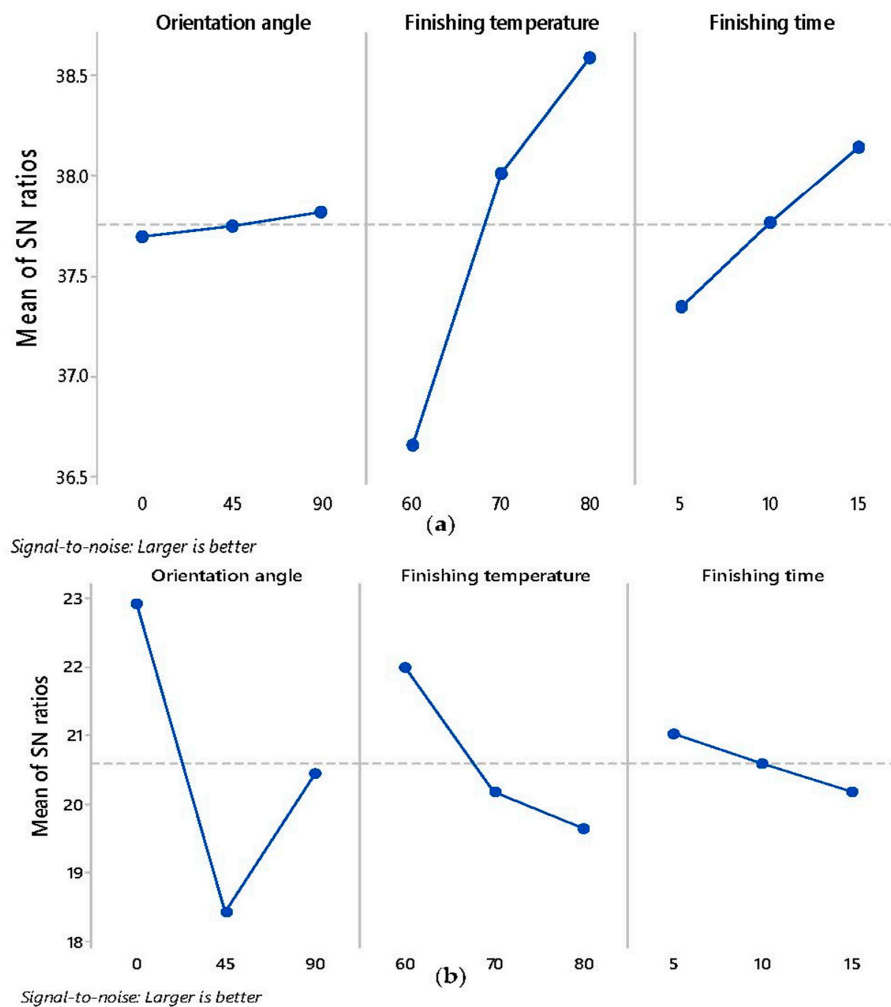 Orientation angle Finishing temperature Finishing time
38.5
38.0
37.5
37.0
36.5
Mean of SN ratios
0 45 90 60 70 80 5 10 15
(a)
Signal-to-noise: Larger is better
Orientation angle Finishing temperature Finishing time
23
22
21
20
19
18
Mean of SN ratios
0 45 90 60 70 80 5 10 15
(b)
Signal-to-noise: Larger is better